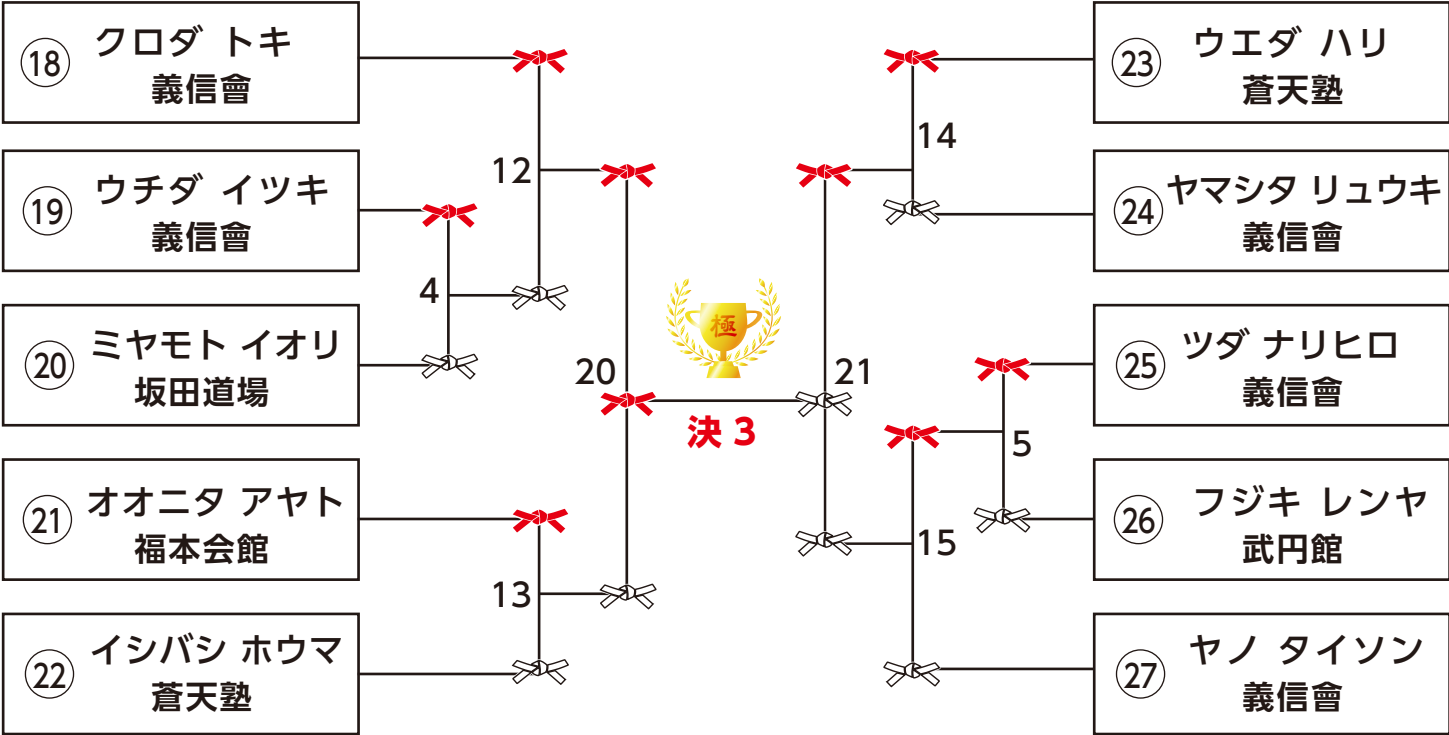 ⑱
クロダ トキ
義信會
⑲
ウチダ イツキ
義信會
⑳
ミヤモト イオリ
坂田道場
㉑
オオニタ アヤト
福本会館
㉒
イシバシ ホウマ
蒼天塾
12
4
13
20
極
決 3
21
14
5
15
㉓
ウエダ ハリ
蒼天塾
㉔
ヤマシタ リュウキ
義信會
㉕
ツダ ナリヒロ
義信會
㉖
フジキ レンヤ
武円館
㉗
ヤノ タイソン
義信會